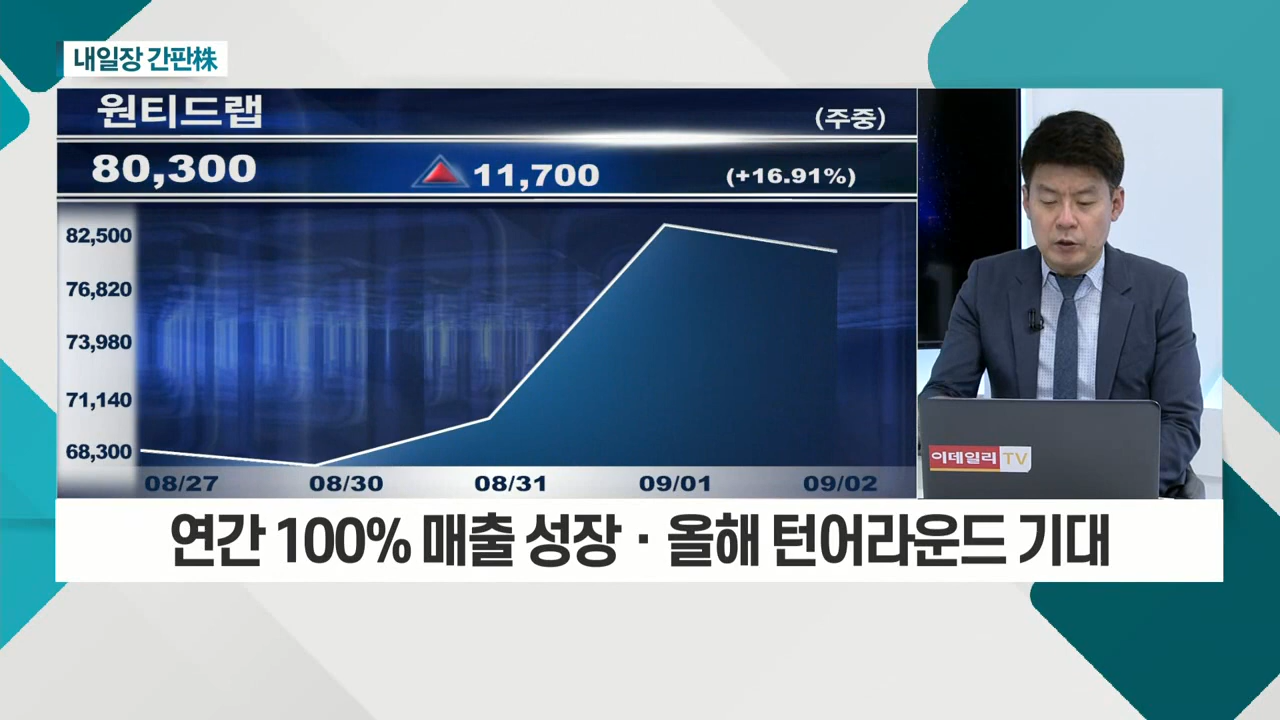 내일장 간판株
원티드랩
(주중)
80,300
▲ 11,700
(+16.91%)
82,500
76,820
73,980
71,140
68,300
08/27
08/30
08/31
09/01
09/02
이데일리 TV
연간 100% 매출 성장 · 올해 턴어라운드 기대